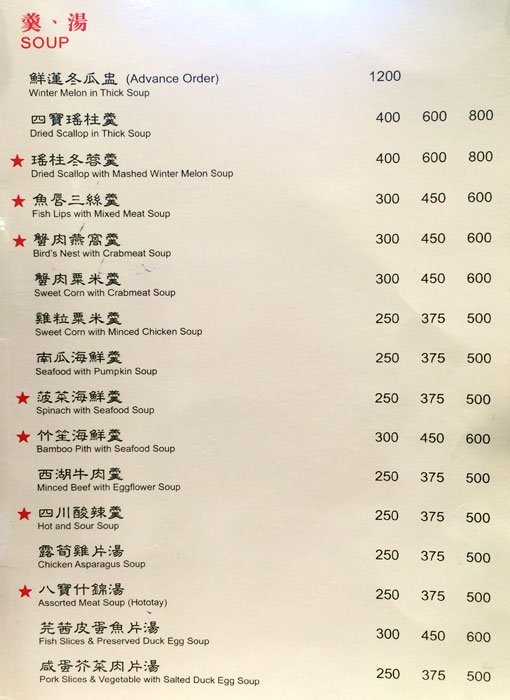 羹、湯
SOUP
鮮蓮冬瓜盅 (Advance Order) 1200
Winter Melon in Thick Soup
四寶瑤柱羹 400 600 800
Dried Scallop in Thick Soup
★ 瑤柱冬蓉羹 400 600 800
Dried Scallop with Mashed Winter Melon Soup
★ 魚唇三絲羹 300 450 600
Fish Lips with Mixed Meat Soup
★ 蟹肉燕窩羹 300 450 600
Bird's Nest with Crabmeat Soup
蟹肉粟米羹 300 450 600
Sweet Corn with Crabmeat Soup
雞粒粟米羹 250 375 500
Sweet Corn with Minced Chicken Soup
南瓜海鮮羹 250 375 500
Seafood with Pumpkin Soup
★ 菠菜海鮮羹 250 375 500
Spinach with Seafood Soup
★ 竹笙海鮮羹 300 450 600
Bamboo Pith with Seafood Soup
西湖牛肉羹 250 375 500
Minced Beef with Eggflower Soup
★ 四川酸辣羹 250 375 500
Hot and Sour Soup
露筍雞片湯 250 375 500
Chicken Asparagus Soup
★ 八寶什錦湯 250 375 500
Assorted Meat Soup (Hototay)
芫茜皮蛋魚片湯 300 450 600
Fish Slices & Preserved Duck Egg Soup
咸蛋芥菜肉片湯 250 375 500
Pork Slices & Vegetable with Salted Duck Egg Soup